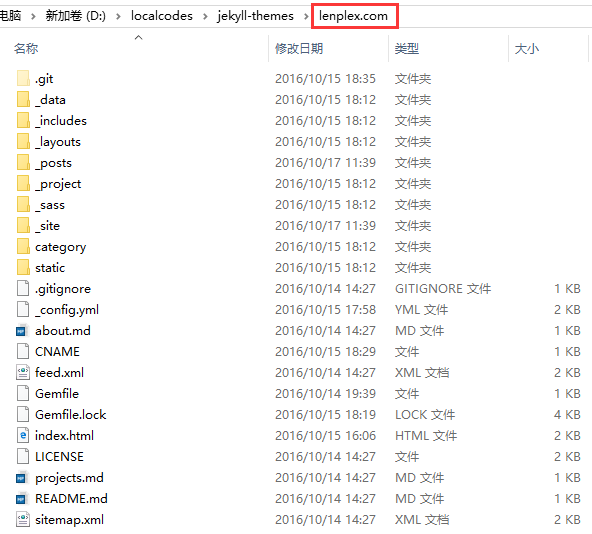 电脑 > 新加卷 (D:) > localcodes > jekyll-themes > lenplex.com
名称 修改日期 类型 大小
.git 2016/10/15 18:35 文件夹
_data 2016/10/15 18:12 文件夹
_includes 2016/10/15 18:12 文件夹
_layouts 2016/10/15 18:12 文件夹
_posts 2016/10/17 11:39 文件夹
_project 2016/10/15 18:12 文件夹
_sass 2016/10/15 18:12 文件夹
_site 2016/10/17 11:39 文件夹
category 2016/10/15 18:12 文件夹
static 2016/10/15 18:12 文件夹
.gitignore 2016/10/14 14:27 GITIGNORE 文件 1 KB
_config.yml 2016/10/15 17:58 YML 文件 2 KB
about.md 2016/10/14 14:27 MD 文件 1 KB
CNAME 2016/10/15 18:29 文件 1 KB
feed.xml 2016/10/14 14:27 XML 文档 2 KB
Gemfile 2016/10/14 19:39 文件 1 KB
Gemfile.lock 2016/10/15 18:19 LOCK 文件 4 KB
index.html 2016/10/15 16:06 HTML 文件 2 KB
LICENSE 2016/10/14 14:27 文件 2 KB
projects.md 2016/10/14 14:27 MD 文件 1 KB
README.md 2016/10/14 14:27 MD 文件 1 KB
sitemap.xml 2016/10/14 14:27 XML 文档 2 KB